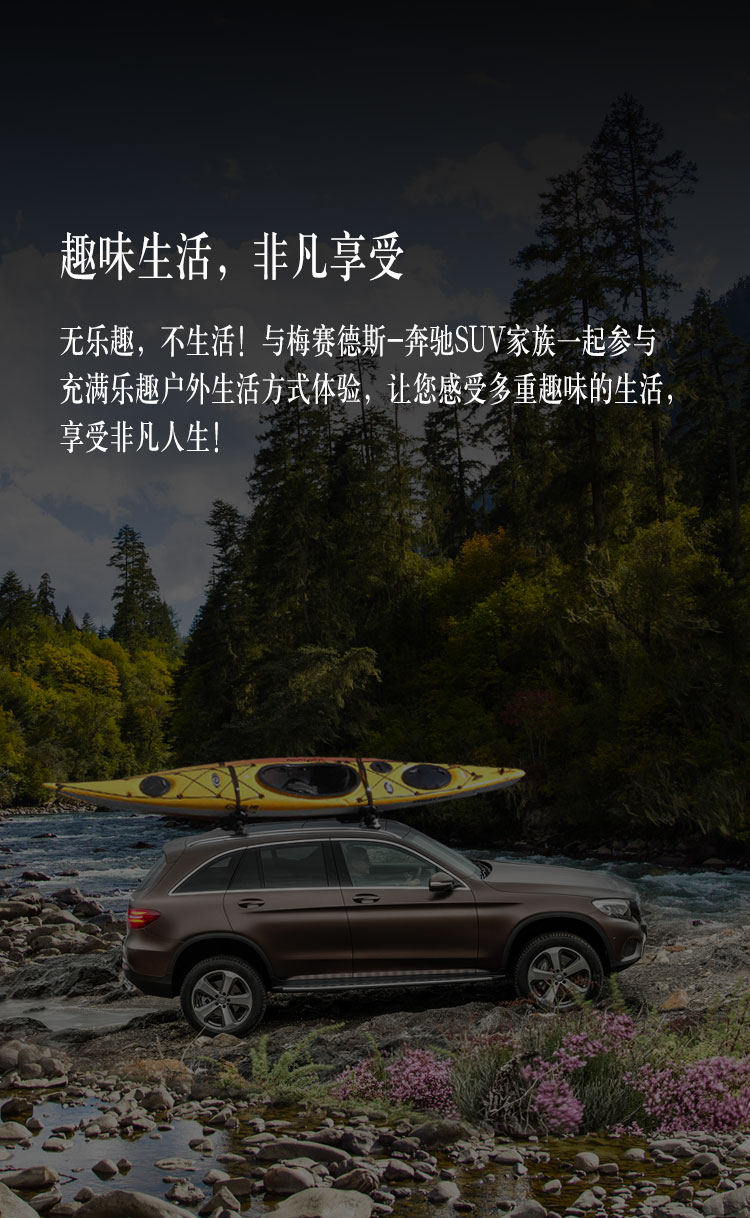 趣味生活，非凡享受
无乐趣，不生活！与梅赛德斯-奔驰SUV家族一起参与
充满乐趣户外生活方式体验，让您感受多重趣味的生活，
享受非凡人生！